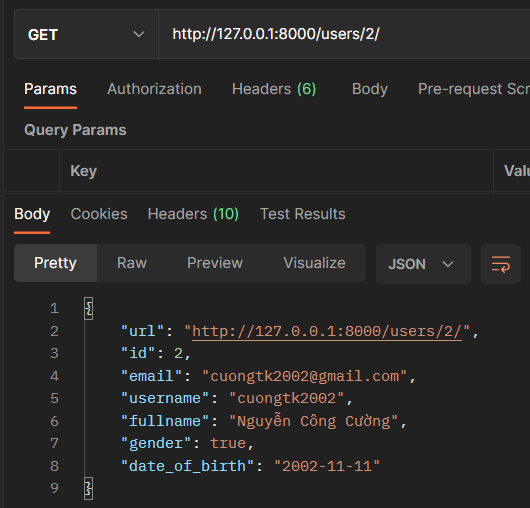 GET http://127.0.0.1:8000/users/2/
Params Authorization Headers (6) Body Pre-request Scr
Query Params
Key Valu
Body Cookies Headers (10) Test Results
Pretty Raw Preview Visualize JSON
1 {
2 "url": "http://127.0.0.1:8000/users/2/",
3 "id": 2,
4 "email": "cuongtk2002@gmail.com",
5 "username": "cuongtk2002",
6 "fullname": "Nguyễn Công Cường",
7 "gender": true,
8 "date_of_birth": "2002-11-11"
9 }